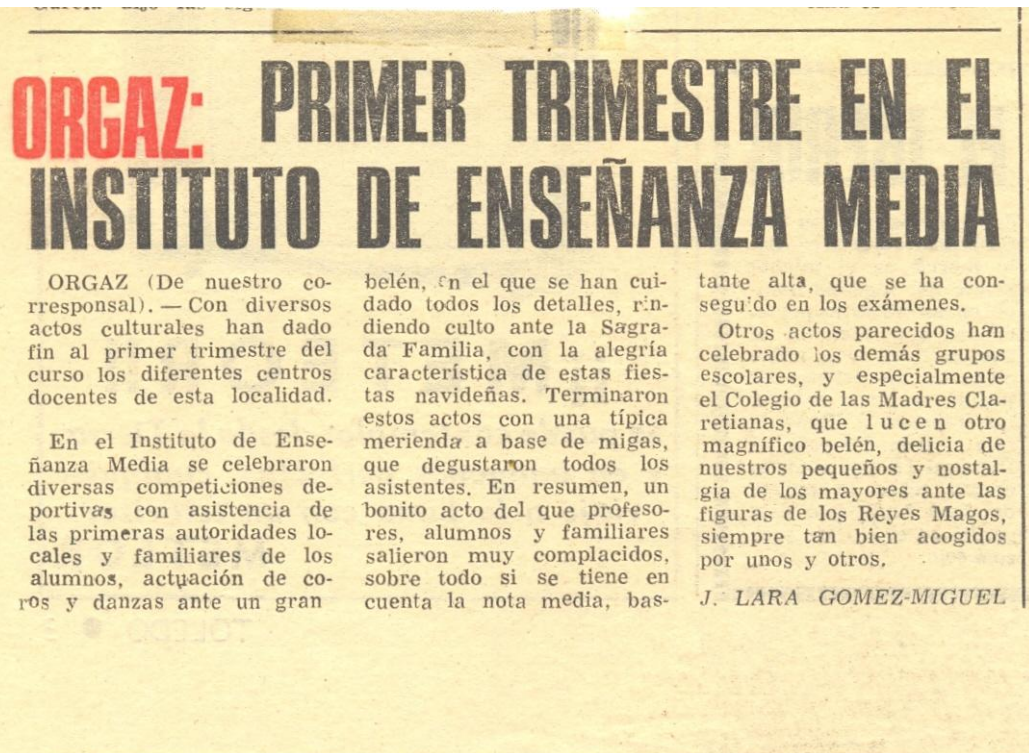 ORGAZ: PRIMER TRIMESTRE EN EL
INSTITUTO DE ENSEÑANZA MEDIA
ORGAZ (De nuestro co-
rresponsal). — Con diversos
actos culturales han dado
fin al primer trimestre del
curso los diferentes centros
docentes de esta localidad.
En el Instituto de Ense-
ñanza Media se celebraron
diversas competiciones de-
portivas con asistencia de
las primeras autoridades lo-
cales y familiares de los
alumnos, actuación de co-
ros y danzas ante un gran
belén, en el que se han cui-
dado todos los detalles, rin-
diendo culto ante la Sagra-
da Familia, con la alegría
característica de estas fies-
tas navideñas. Terminaron
estos actos con una típica
merienda a base de migas,
que degustaron todos los
asistentes. En resumen, un
bonito acto del que profeso-
res, alumnos y familiares
salieron muy complacidos,
sobre todo si se tiene en
cuenta la nota media, bas-
tante alta, que se ha con-
seguido en los exámenes.
Otros actos parecidos han
celebrado los demás grupos
escolares, y especialmente
el Colegio de las Madres Cla-
retianas, que lucen otro
magnífico belén, delicia de
nuestros pequeños y nostal-
gia de los mayores ante las
figuras de los Reyes Magos,
siempre tan bien acogidos
por unos y otros.
J. LARA GOMEZ-MIGUEL